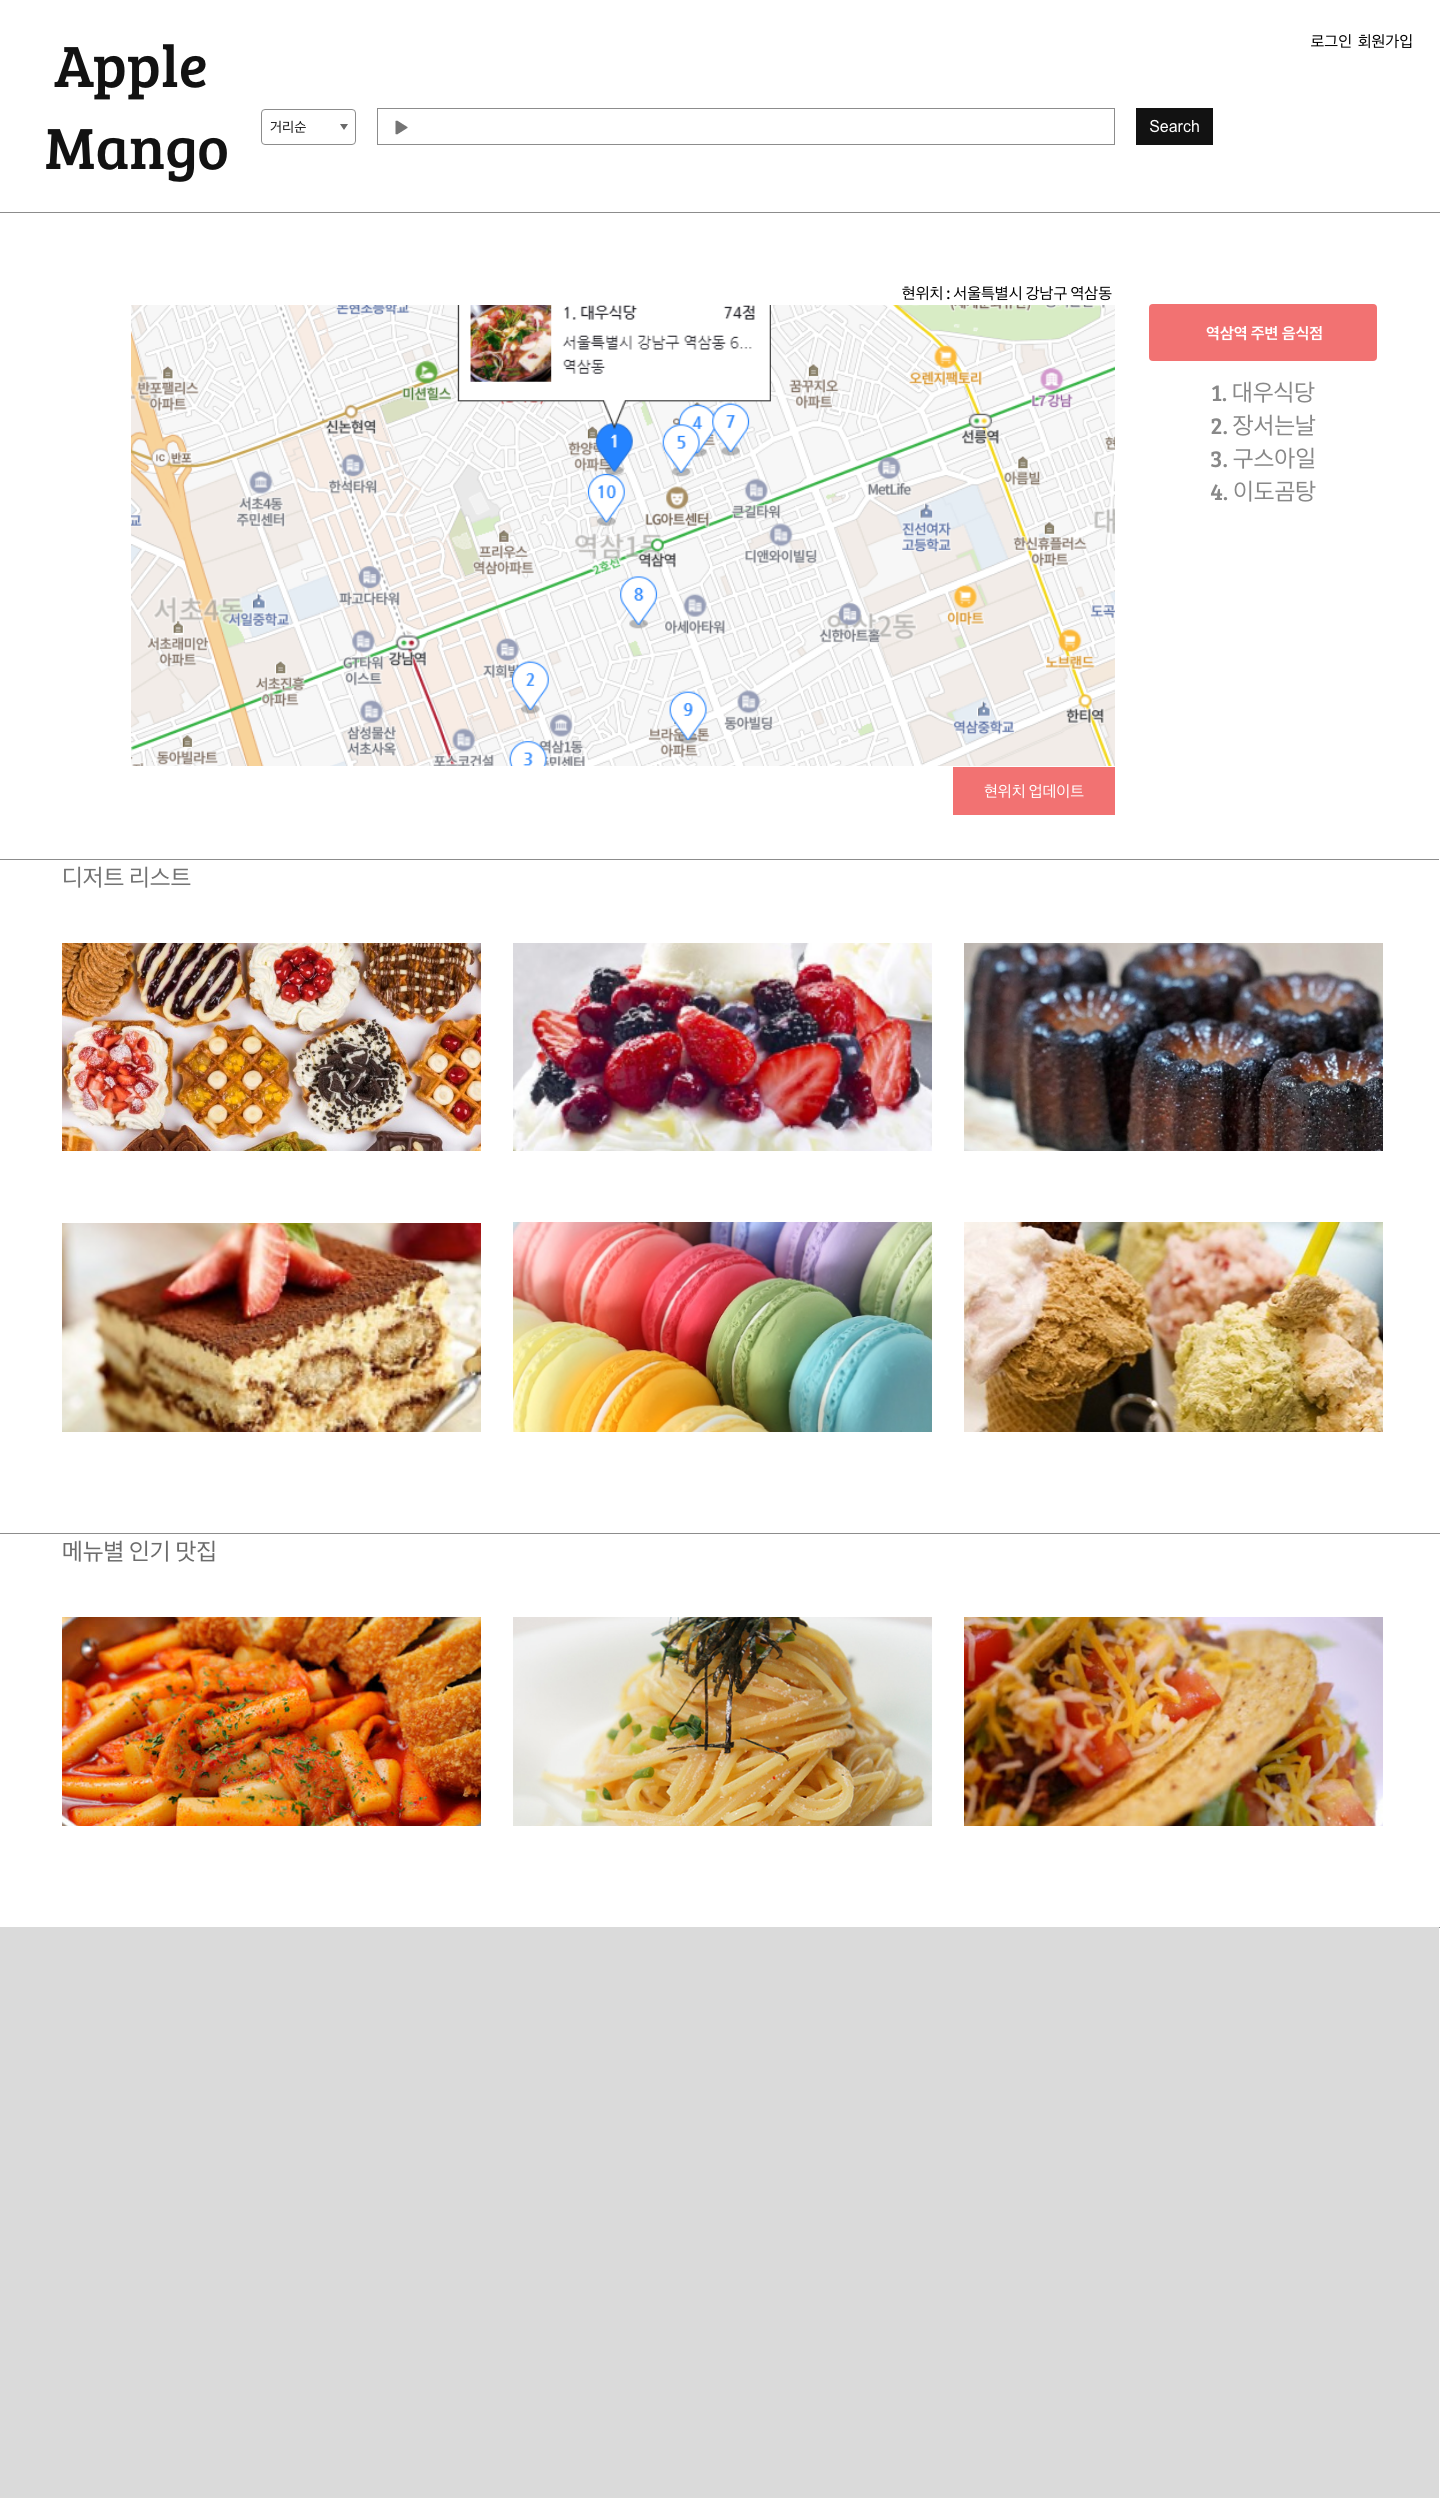 Apple
Mango
로그인 회원가입
거리순
Search
현위치 : 서울특별시 강남구 역삼동
1. 대우식당 74점
서울특별시 강남구 역삼동 6...
역삼동
논현초등학교
반포팰리스
아파트
미션힐스
신논현역
IC 반포
한석타워
서초4동
주민센터
한양
아파트
1
4
7
5
10
꿈꾸지오
아파트
오렌지팩토리
L7 강남
선릉역
아름빌
MetLife
LG아트센터
큰길타워
진선여자
고등학교
한신휴플러스
아파트
대
디앤와이빌딩
프리우스
역삼아파트
역삼1동
역삼역
2호선
파고다타워
서초4동
서일중학교
서초래미안
아파트
8
아세아타워
역삼2동
신한아트홀
이마트
도곡
노브랜드
강남역
GT타워
이스트
지희빌
2
서초진흥
아파트
9
동아빌딩
브라운스톤
아파트
역삼중학교
한티역
삼성물산
서초사옥
포스코건설
3
역삼1동
주민센터
동아빌라트
현위치 업데이트
역삼역 주변 음식점
1. 대우식당
2. 장서는날
3. 구스아일
4. 이도곰탕
디저트 리스트
메뉴별 인기 맛집